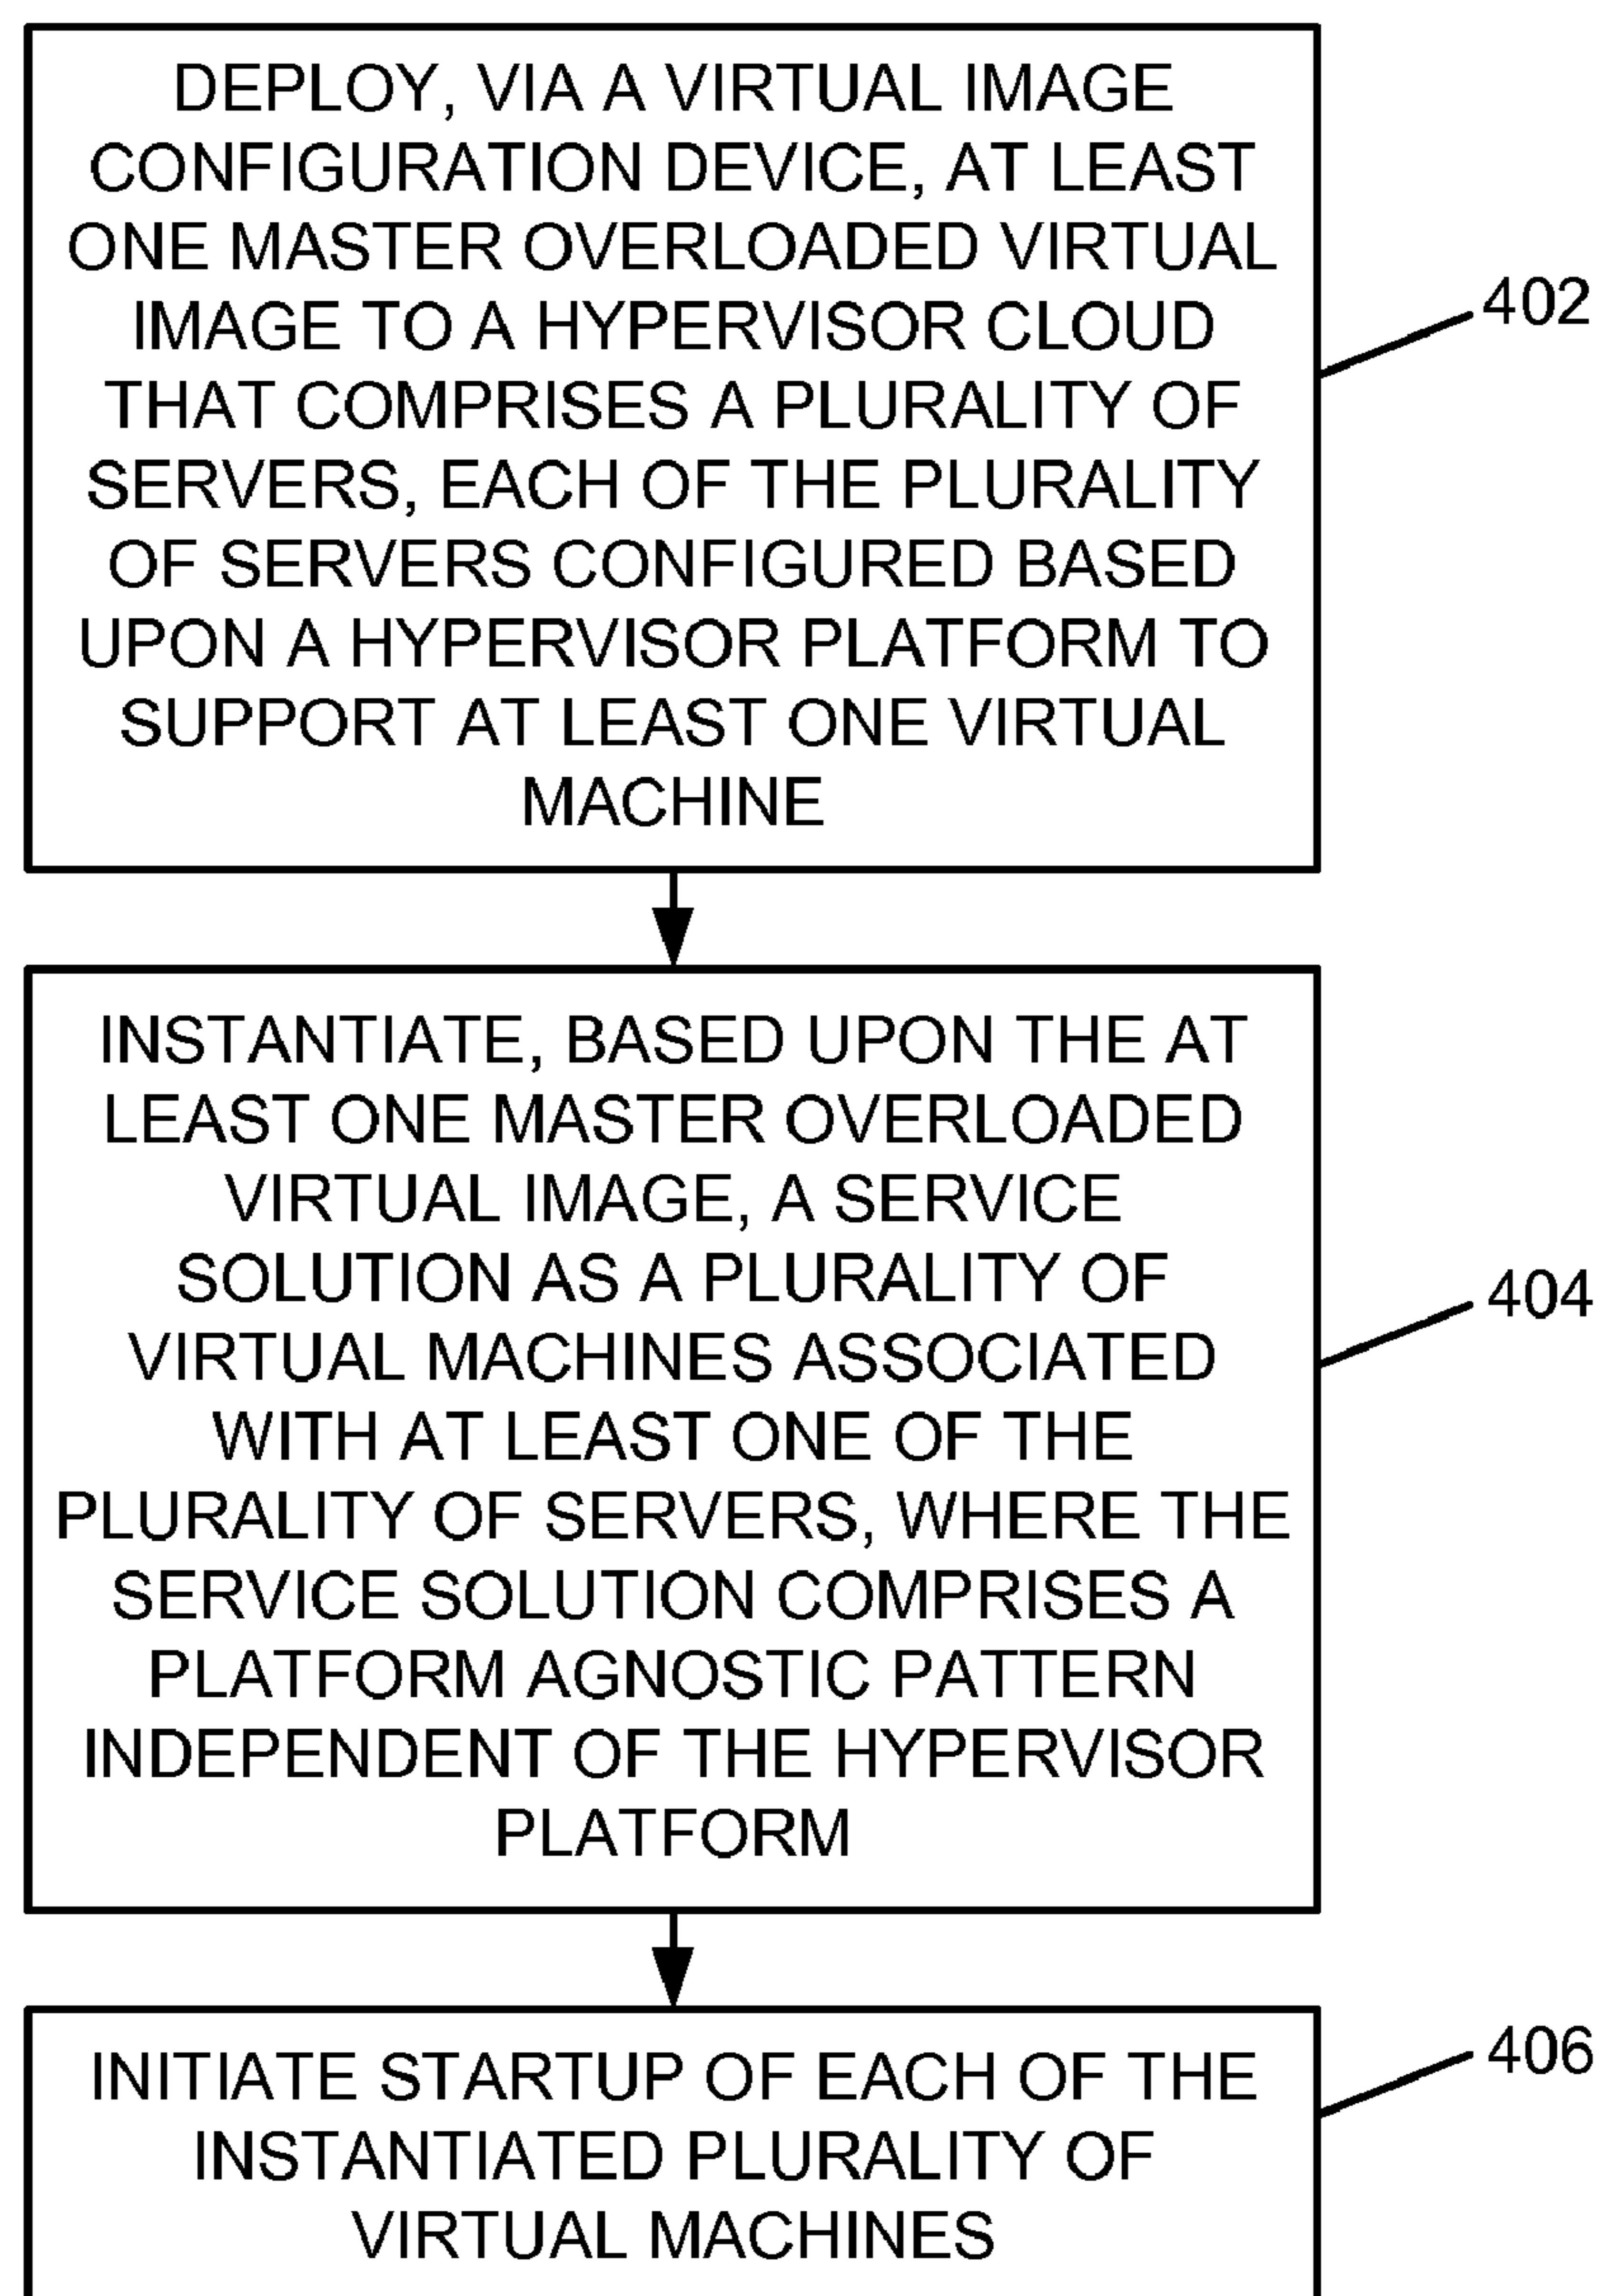 DEPLOY, VIA A VIRTUAL IMAGE
CONFIGURATION DEVICE, AT LEAST
ONE MASTER OVERLOADED VIRTUAL
IMAGE TO A HYPERVISOR CLOUD
THAT COMPRISES A PLURALITY OF
SERVERS, EACH OF THE PLURALITY
OF SERVERS CONFIGURED BASED
UPON A HYPERVISOR PLATFORM TO
SUPPORT AT LEAST ONE VIRTUAL
MACHINE
402
INSTANTIATE, BASED UPON THE AT
LEAST ONE MASTER OVERLOADED
VIRTUAL IMAGE, A SERVICE
SOLUTION AS A PLURALITY OF
VIRTUAL MACHINES ASSOCIATED
WITH AT LEAST ONE OF THE
PLURALITY OF SERVERS, WHERE THE
SERVICE SOLUTION COMPRISES A
PLATFORM AGNOSTIC PATTERN
INDEPENDENT OF THE HYPERVISOR
PLATFORM
404
INITIATE STARTUP OF EACH OF THE
INSTANTIATED PLURALITY OF
VIRTUAL MACHINES
406